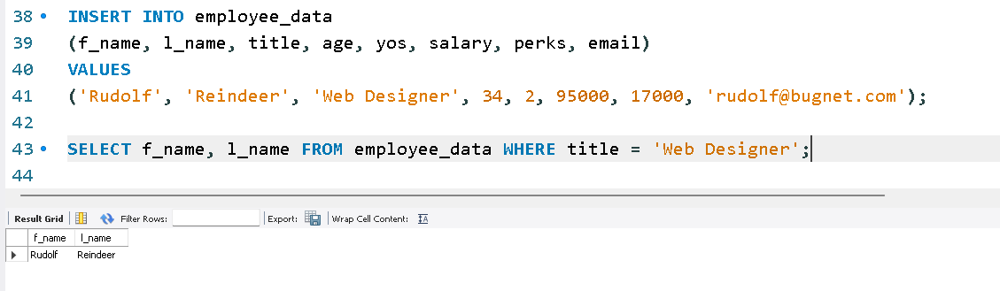 38 INSERT INTO employee_data
39 (f_name, l_name, title, age, yos, salary, perks, email)
40 VALUES
41 ('Rudolf', 'Reindeer', 'Web Designer', 34, 2, 95000, 17000, 'rudolf@bugnet.com');
42
43 SELECT f_name, l_name FROM employee_data WHERE title = 'Web Designer';
44
Result Grid Filter Rows: Export: Wrap Cell Content:
f_name l_name
Rudolf Reindeer